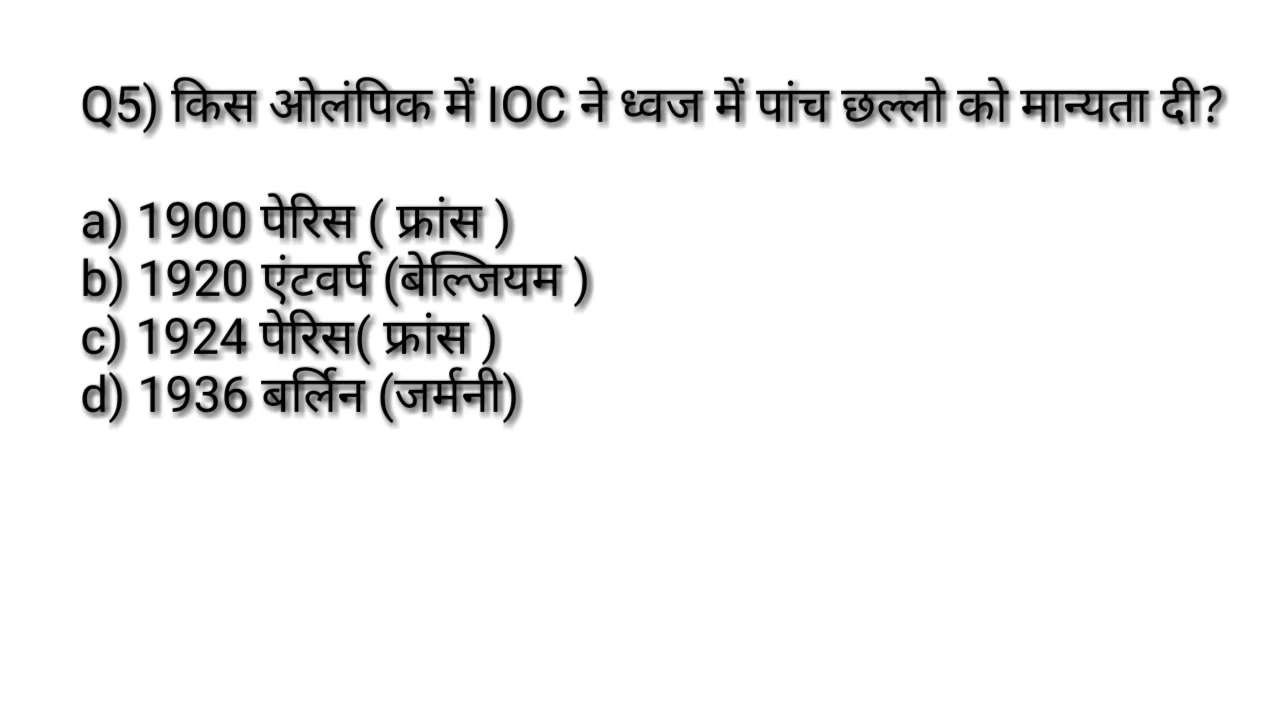 Q5) किस ओलंपिक में IOC ने ध्वज में पांच छल्लो को मान्यता दी?
a) 1900 पेरिस ( फ्रांस )
b) 1920 एंटवर्प (बेल्जियम )
c) 1924 पेरिस( फ्रांस )
d) 1936 बर्लिन (जर्मनी)